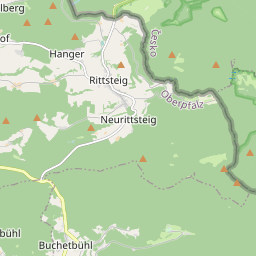 lberg
of
Hanger
Česko
Rittsteig
Oberpfalz
Neurittsteig
bühl
Buchetbühl